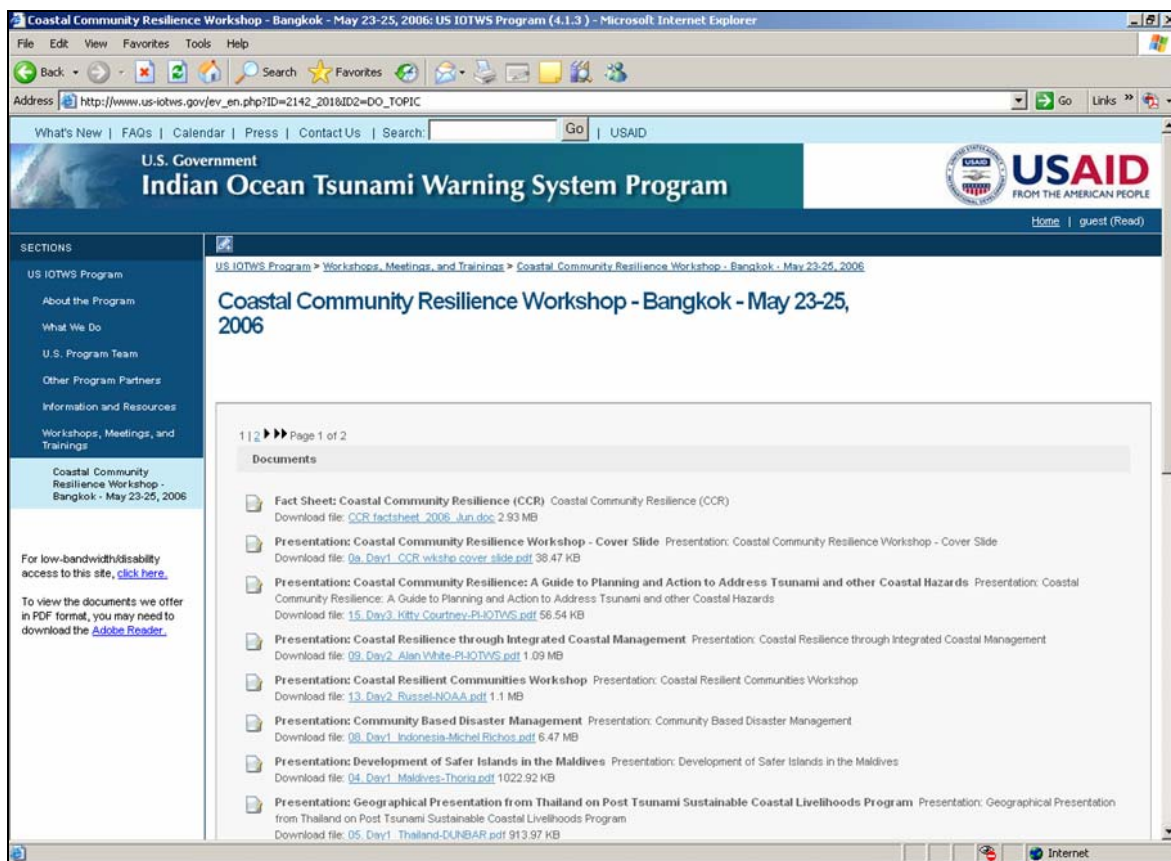 Coastal Community Resilience Workshop - Bangkok - May 23-25, 2006: US IOTWS Program (4.1.3 ) - Microsoft Internet Explorer
File Edit View Favorites Tools Help
Back Search Favorites
Address http://www.us-iotws.gov/ev_en.php?ID=2142_201&ID2=DO_TOPIC Go Links »
What's New | FAQs | Calendar | Press | Contact Us | Search: Go | USAID
U.S. Government
Indian Ocean Tsunami Warning System Program
USAID
USAID
FROM THE AMERICAN PEOPLE
Home | guest (Read)
SECTIONS
US IOTWS Program
About the Program
What We Do
U.S. Program Team
Other Program Partners
Information and Resources
Workshops, Meetings, and
Trainings
Coastal Community
Resilience Workshop -
Bangkok - May 23-25, 2006
For low-bandwidth/disability
access to this site, click here.
To view the documents we offer
in PDF format, you may need to
download the Adobe Reader.
US IOTWS Program > Workshops, Meetings, and Trainings > Coastal Community Resilience Workshop - Bangkok - May 23-25, 2006
Coastal Community Resilience Workshop - Bangkok - May 23-25,
2006
1 | 2 Page 1 of 2
Documents
Fact Sheet: Coastal Community Resilience (CCR) Coastal Community Resilience (CCR)
Download file: CCR factsheet_2006_Jun.doc 2.93 MB
Presentation: Coastal Community Resilience Workshop - Cover Slide Presentation: Coastal Community Resilience Workshop - Cover Slide
Download file: 0a. Day1_CCR wkshp cover slide.pdf 38.47 KB
Presentation: Coastal Community Resilience: A Guide to Planning and Action to Address Tsunami and other Coastal Hazards Presentation: Coastal
Community Resilience: A Guide to Planning and Action to Address Tsunami and other Coastal Hazards
Download file: 15. Day3_Kitty Courtney-PI-IOTWS.pdf 56.54 KB
Presentation: Coastal Resilience through Integrated Coastal Management Presentation: Coastal Resilience through Integrated Coastal Management
Download file: 09. Day2_Alan White-PI-IOTWS.pdf 1.09 MB
Presentation: Coastal Resilient Communities Workshop Presentation: Coastal Resilient Communities Workshop
Download file: 13. Day2_Russel-NOAA.pdf 1.1 MB
Presentation: Community Based Disaster Management Presentation: Community Based Disaster Management
Download file: 08. Day1_Indonesia-Michel Richos.pdf 6.47 MB
Presentation: Development of Safer Islands in the Maldives Presentation: Development of Safer Islands in the Maldives
Download file: 04. Day1_Maldives-Thoriq.pdf 1022.92 KB
Presentation: Geographical Presentation from Thailand on Post Tsunami Sustainable Coastal Livelihoods Program Presentation: Geographical Presentation
from Thailand on Post Tsunami Sustainable Coastal Livelihoods Program
Download file: 05. Day1_Thailand-DUNBAR.pdf 913.97 KB
Internet